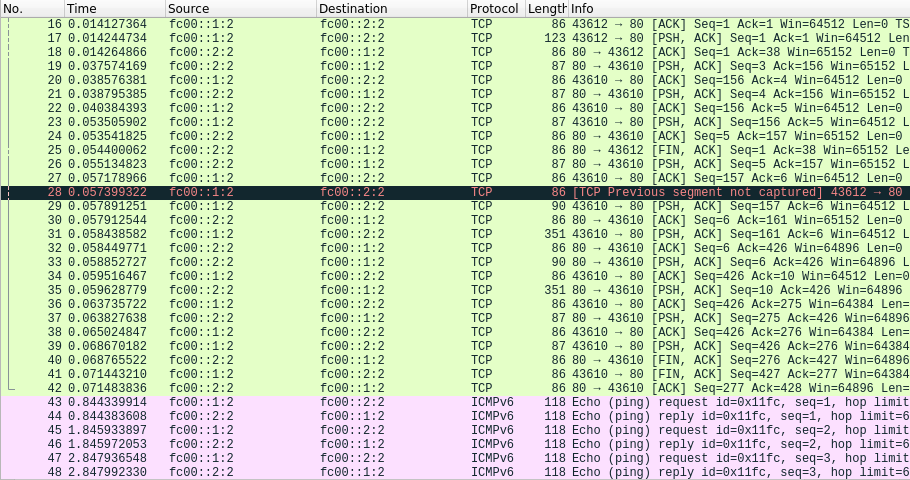 No. Time Source Destination Protocol Length Info
16 0.014127364 fc00::1:2 fc00::2:2 TCP 86 43612 → 80 [ACK] Seq=1 Ack=1 Win=64512 Len=0 TS
17 0.014244734 fc00::1:2 fc00::2:2 TCP 123 43612 → 80 [PSH, ACK] Seq=1 Ack=1 Win=64512 L
18 0.014264866 fc00::2:2 fc00::1:2 TCP 86 80 → 43612 [ACK] Seq=1 Ack=38 Win=65152 Len=0 T
19 0.037574169 fc00::2:2 fc00::1:2 TCP 87 80 → 43610 [PSH, ACK] Seq=3 Ack=156 Win=65152 L
20 0.038576381 fc00::1:2 fc00::2:2 TCP 86 43610 → 80 [ACK] Seq=156 Ack=4 Win=64512 Len=0
21 0.038795385 fc00::2:2 fc00::1:2 TCP 87 80 → 43610 [PSH, ACK] Seq=4 Ack=156 Win=65152 L
22 0.040384393 fc00::1:2 fc00::2:2 TCP 86 43610 → 80 [ACK] Seq=156 Ack=5 Win=64512 Len=0
23 0.053505902 fc00::1:2 fc00::2:2 TCP 87 43610 → 80 [PSH, ACK] Seq=156 Ack=5 Win=64512 L
24 0.053541825 fc00::2:2 fc00::1:2 TCP 86 80 → 43610 [ACK] Seq=5 Ack=157 Win=65152 Len=0
25 0.054400062 fc00::2:2 fc00::1:2 TCP 86 80 → 43612 [FIN, ACK] Seq=1 Ack=38 Win=65152 Le
26 0.055134823 fc00::2:2 fc00::1:2 TCP 87 80 → 43610 [PSH, ACK] Seq=5 Ack=157 Win=65152 L
27 0.057178966 fc00::1:2 fc00::2:2 TCP 86 43610 → 80 [ACK] Seq=157 Ack=6 Win=64512 Len=0
28 0.057399322 fc00::1:2 fc00::2:2 TCP 86 [TCP Previous segment not captured] 43612 → 80
29 0.057891251 fc00::1:2 fc00::2:2 TCP 90 43610 → 80 [PSH, ACK] Seq=157 Ack=6 Win=64512 L
30 0.057912544 fc00::2:2 fc00::1:2 TCP 86 80 → 43610 [ACK] Seq=6 Ack=161 Win=65152 Len=0
31 0.058438582 fc00::1:2 fc00::2:2 TCP 351 43610 → 80 [PSH, ACK] Seq=161 Ack=6 Win=64512 L
32 0.058449771 fc00::2:2 fc00::1:2 TCP 86 80 → 43610 [ACK] Seq=6 Ack=426 Win=64896 Len=0
33 0.058852727 fc00::2:2 fc00::1:2 TCP 90 80 → 43610 [PSH, ACK] Seq=6 Ack=426 Win=64896 L
34 0.059516467 fc00::1:2 fc00::2:2 TCP 86 43610 → 80 [ACK] Seq=426 Ack=10 Win=64512 Len=0
35 0.059628779 fc00::2:2 fc00::1:2 TCP 351 80 → 43610 [PSH, ACK] Seq=10 Ack=426 Win=64896
36 0.063735722 fc00::1:2 fc00::2:2 TCP 86 43610 → 80 [ACK] Seq=426 Ack=275 Win=64384 Len=
37 0.063827638 fc00::2:2 fc00::1:2 TCP 87 80 → 43610 [PSH, ACK] Seq=275 Ack=426 Win=64896
38 0.065024847 fc00::1:2 fc00::2:2 TCP 86 43610 → 80 [ACK] Seq=426 Ack=276 Win=64384 Len=
39 0.068670182 fc00::1:2 fc00::2:2 TCP 87 43610 → 80 [PSH, ACK] Seq=426 Ack=276 Win=64384
40 0.068765522 fc00::2:2 fc00::1:2 TCP 86 80 → 43610 [FIN, ACK] Seq=276 Ack=427 Win=64896
41 0.071443210 fc00::1:2 fc00::2:2 TCP 86 43610 → 80 [FIN, ACK] Seq=427 Ack=277 Win=64384
42 0.071483836 fc00::2:2 fc00::1:2 TCP 86 80 → 43610 [ACK] Seq=277 Ack=428 Win=64896 Len=
43 0.844339914 fc00::1:2 fc00::2:2 ICMPv6 118 Echo (ping) request id=0x11fc, seq=1, hop limit
44 0.844383608 fc00::2:2 fc00::1:2 ICMPv6 118 Echo (ping) reply id=0x11fc, seq=1, hop limit=6
45 1.845933897 fc00::1:2 fc00::2:2 ICMPv6 118 Echo (ping) request id=0x11fc, seq=2, hop limit
46 1.845972053 fc00::2:2 fc00::1:2 ICMPv6 118 Echo (ping) reply id=0x11fc, seq=2, hop limit=6
47 2.847936548 fc00::1:2 fc00::2:2 ICMPv6 118 Echo (ping) request id=0x11fc, seq=3, hop limit
48 2.847992330 fc00::2:2 fc00::1:2 ICMPv6 118 Echo (ping) reply id=0x11fc, seq=3, hop limit=6